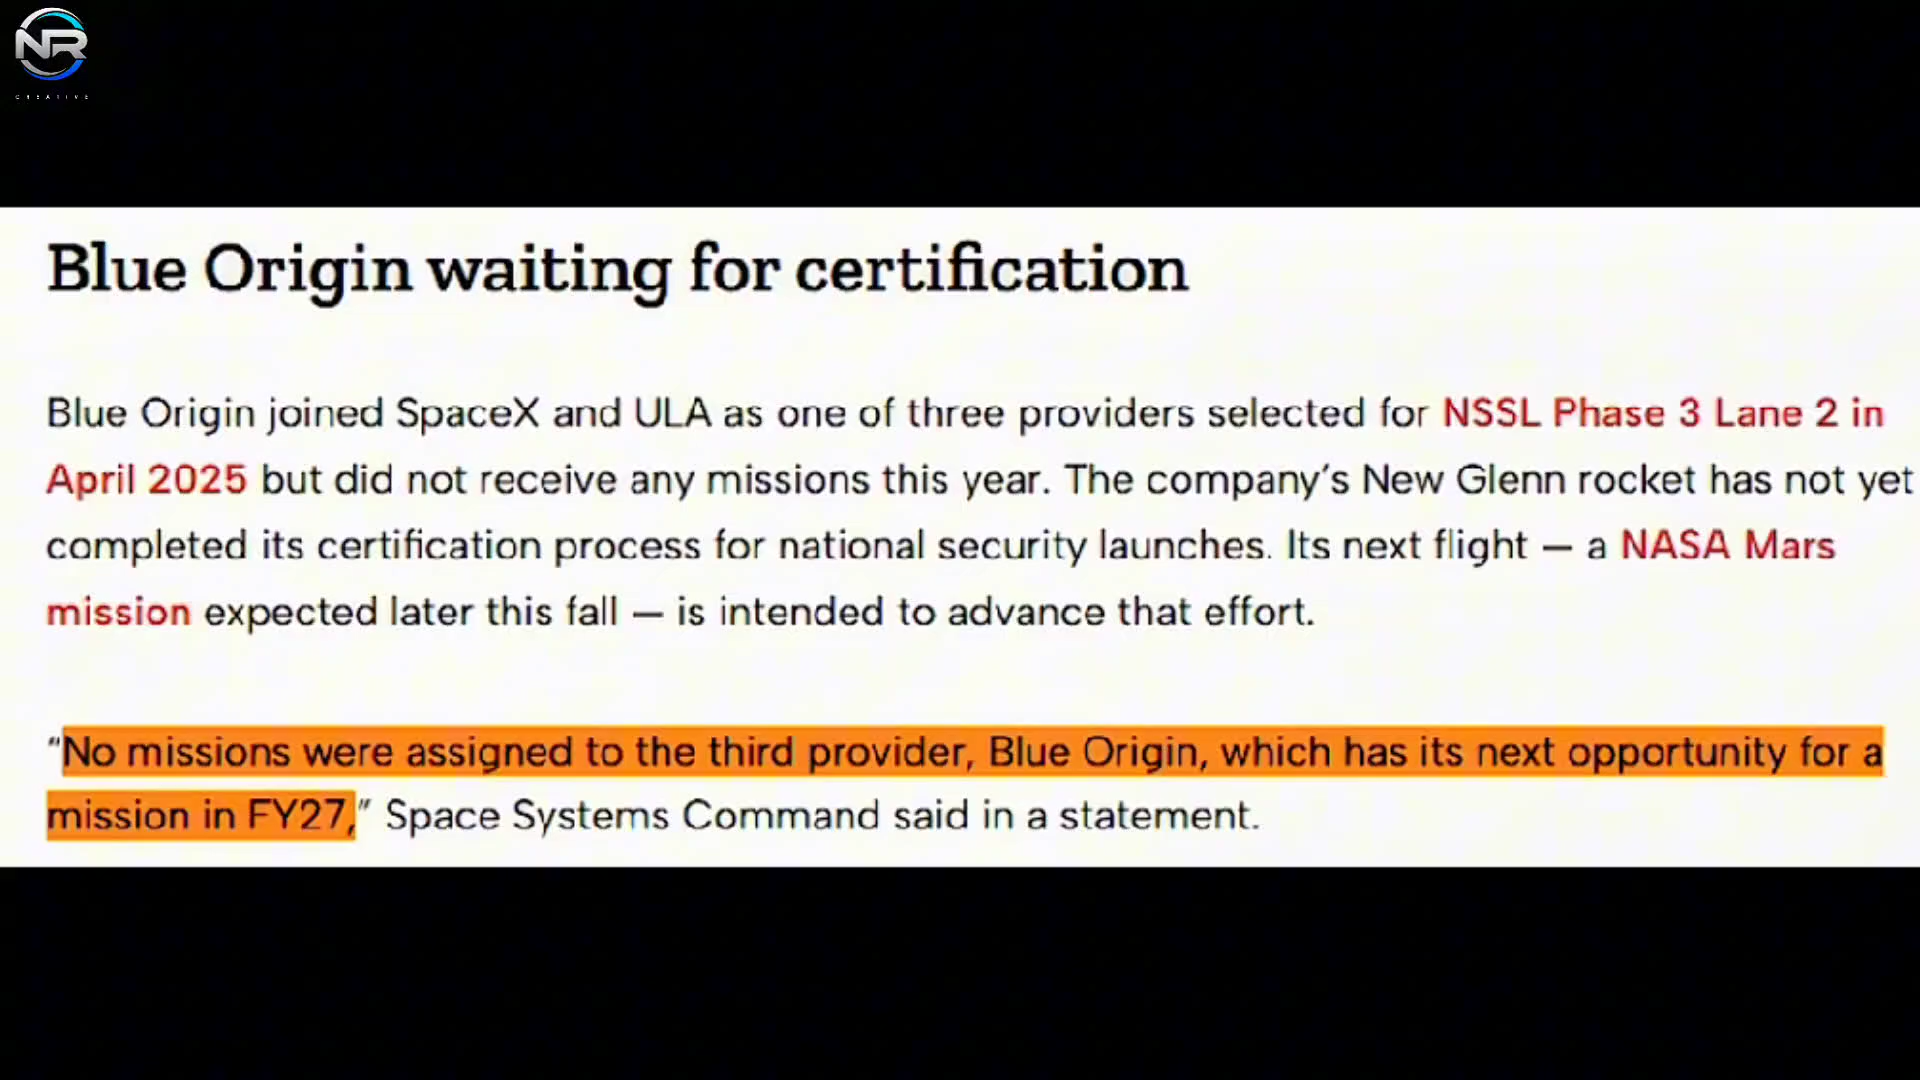 NR
CREATIVE
Blue Origin waiting for certification
Blue Origin joined SpaceX and ULA as one of three providers selected for NSSL Phase 3 Lane 2 in
April 2025 but did not receive any missions this year. The company’s New Glenn rocket has not yet
completed its certification process for national security launches. Its next flight — a NASA Mars
mission expected later this fall — is intended to advance that effort.
“No missions were assigned to the third provider, Blue Origin, which has its next opportunity for a
mission in FY27,” Space Systems Command said in a statement.